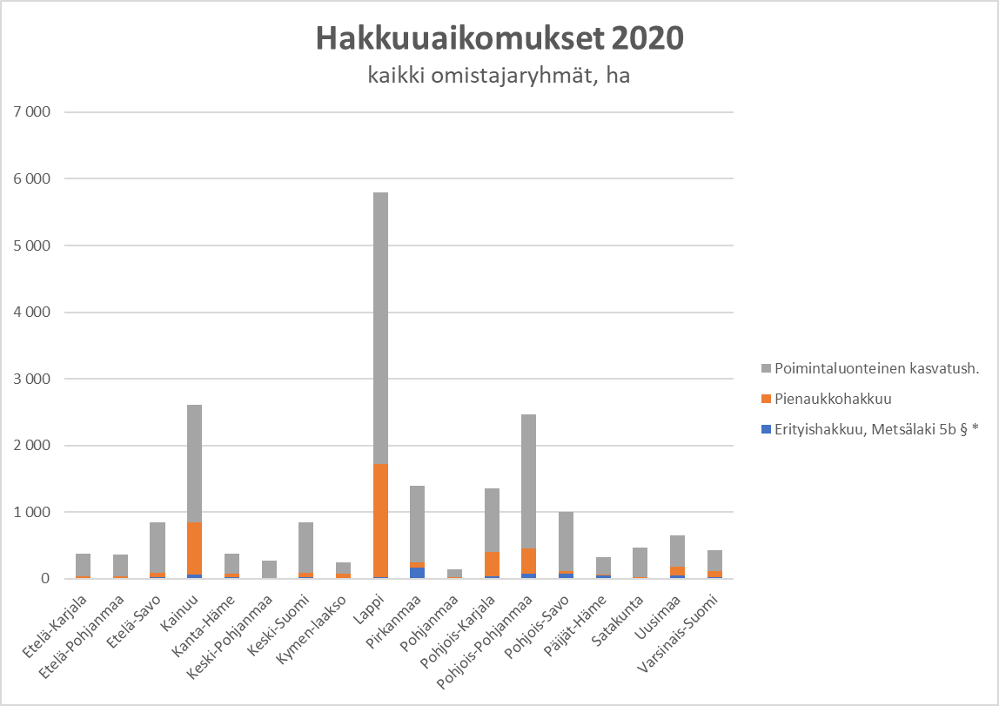 Hakkuuaikomukset 2020
kaikki omistajaryhmät, ha
7 000
6 000
5 000
4 000
3 000
2 000
1 000
0
Etelä-Karjala
Etelä-Pohjanmaa
Etelä-Savo
Kainuu
Kanta-Häme
Keski-Pohjanmaa
Keski-Suomi
Kymen-laakso
Lappi
Pirkanmaa
Pohjanmaa
Pohjois-Karjala
Pohjois-Pohjanmaa
Pohjois-Savo
Päijät-Häme
Satakunta
Uusimaa
Varsinais-Suomi
Poimintaluonteinen kasvatush.
Pienaukkohakkuu
Erityishakkuu, Metsälaki 5b § *